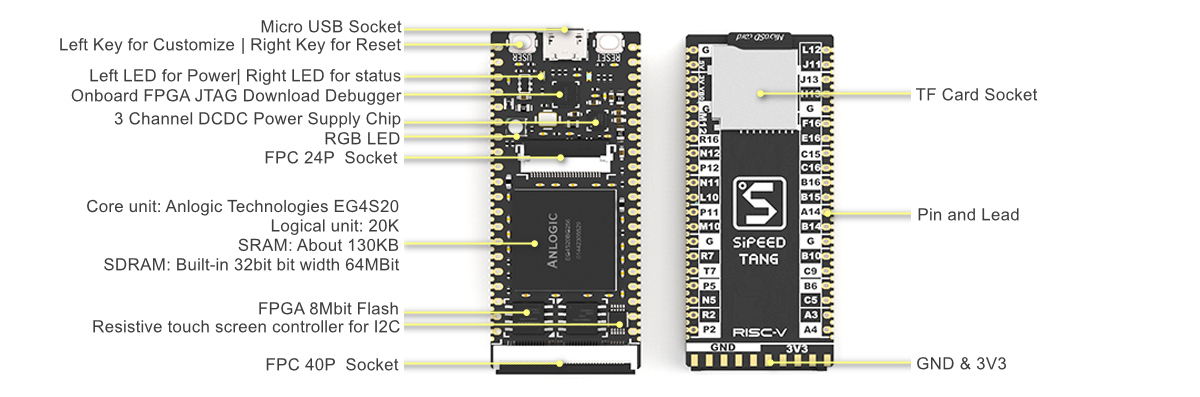 Micro USB Socket
Left Key for Customize | Right Key for Reset
Left LED for Power| Right LED for status
Onboard FPGA JTAG Download Debugger
3 Channel DCDC Power Supply Chip
RGB LED
FPC 24P Socket
Core unit: Anlogic Technologies EG4S20
Logical unit: 20K
SRAM: About 130KB
SDRAM: Built-in 32bit bit width 64MBit
FPGA 8Mbit Flash
Resistive touch screen controller for I2C
FPC 40P Socket
USER
RESET
ANLOGIC
MicroSD card
G
G
R16
N12
P12
N11
L10
P11
M10
G
R7
T7
P5
N5
R2
P2
L12
J11
J13
H13
G
F16
E16
C15
C16
B16
B15
A14
B14
G
B10
C9
B6
C5
A3
A4
SiPEED
TANG
RISC-V
GND
3V3
TF Card Socket
Pin and Lead
GND & 3V3